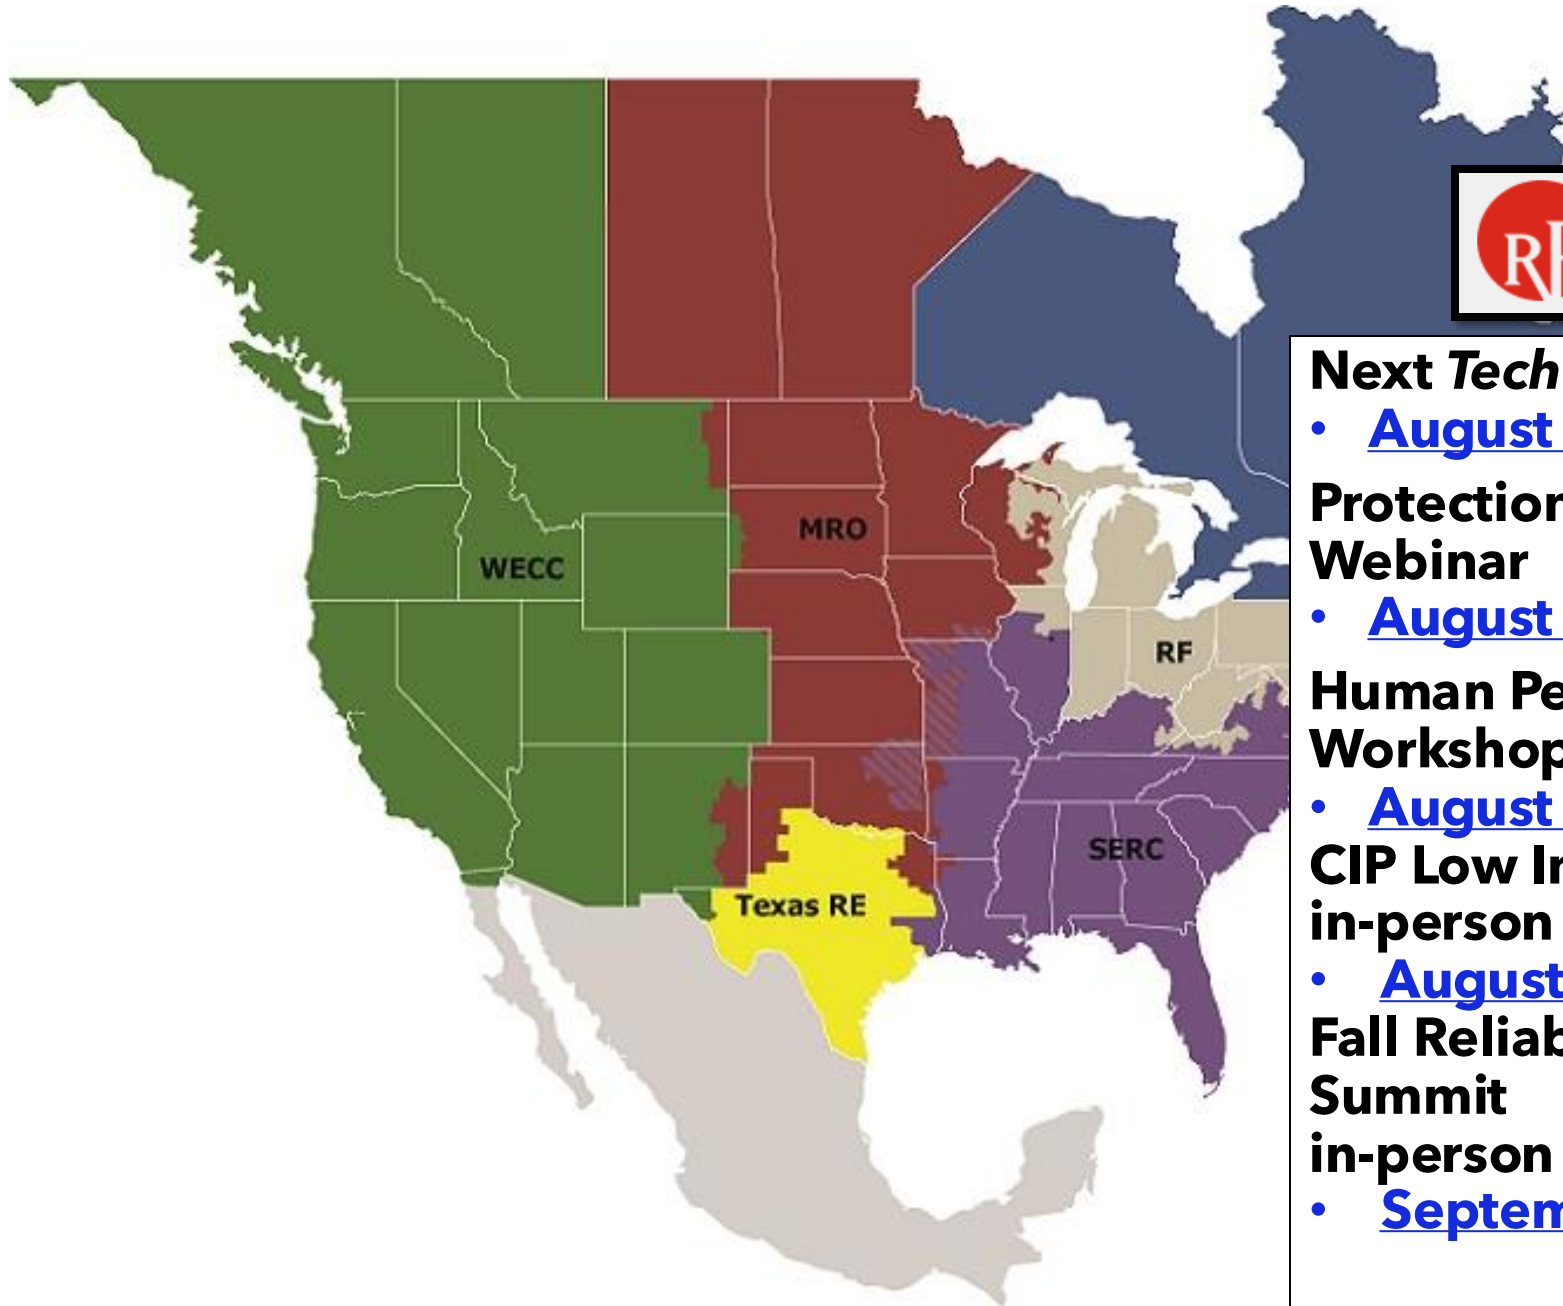 WECC
MRO
RF
SERC
Texas RE
Next Tech
• August
Protection
Webinar
• August
Human Pe
Workshop
• August
CIP Low
in-person
• August
Fall Reliab
Summit
in-person
• Septem